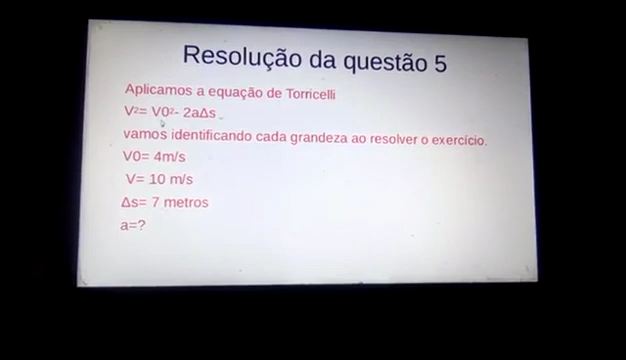 Resolução da questão 5
Aplicamos a equação de Torricelli
V²= V0²- 2aΔs
vamos identificando cada grandeza ao resolver o exercício.
V0= 4m/s
V= 10 m/s
Δs= 7 metros
a=?